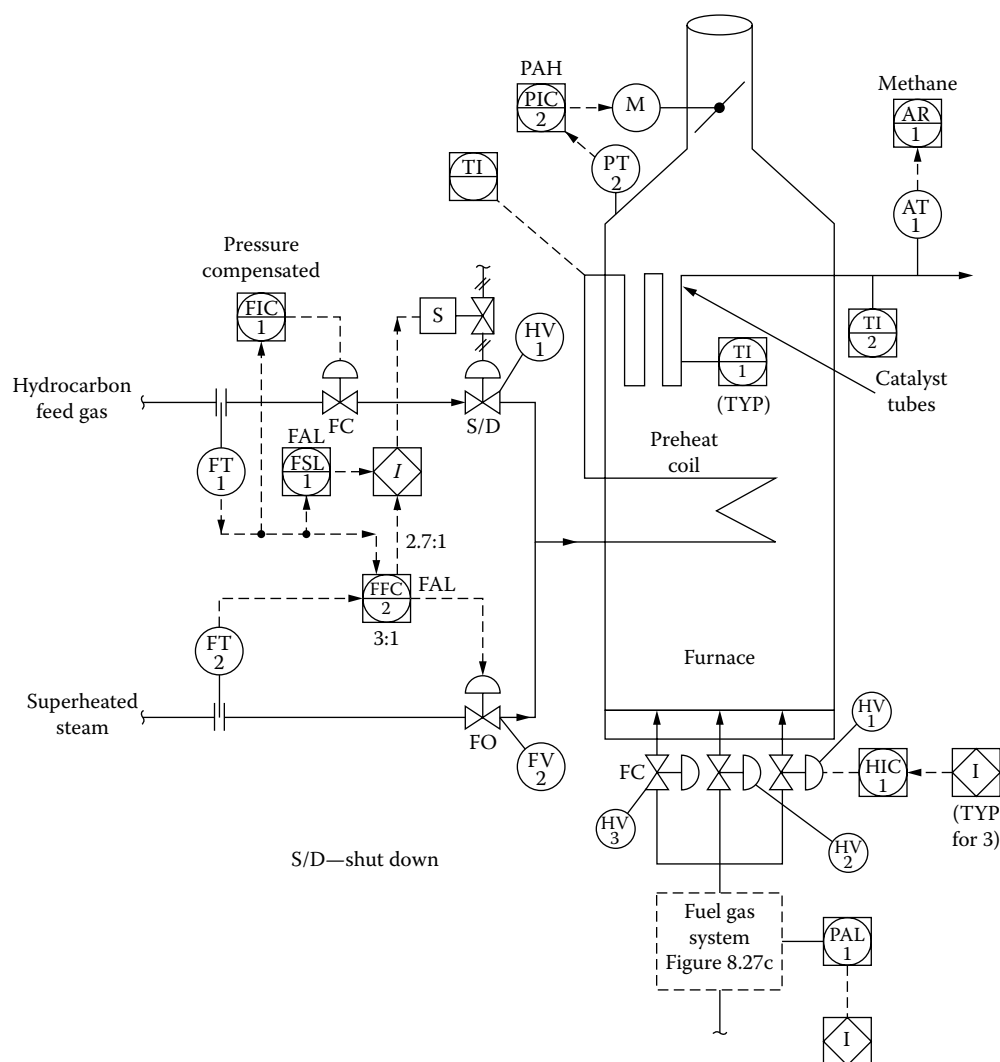 PAH
PIC
2
M
Methane
AR
1
TI
PT
2
AT
1
Pressure
compensated
FIC
1
S
HV
1
TI
2
TI
1
(TYP)
Catalyst
tubes
Hydrocarbon
feed gas
FC
S/D
FAL
FSL
1
I
Preheat
coil
FT
1
2.7:1
FFC
2
FAL
3:1
FT
2
Furnace
Superheated
steam
FO
FV
2
HV
1
FC
HIC
1
I
(TYP
for 3)
HV
3
HV
2
S/D—shut down
Fuel gas
system
Figure 8.27c
PAL
1
I